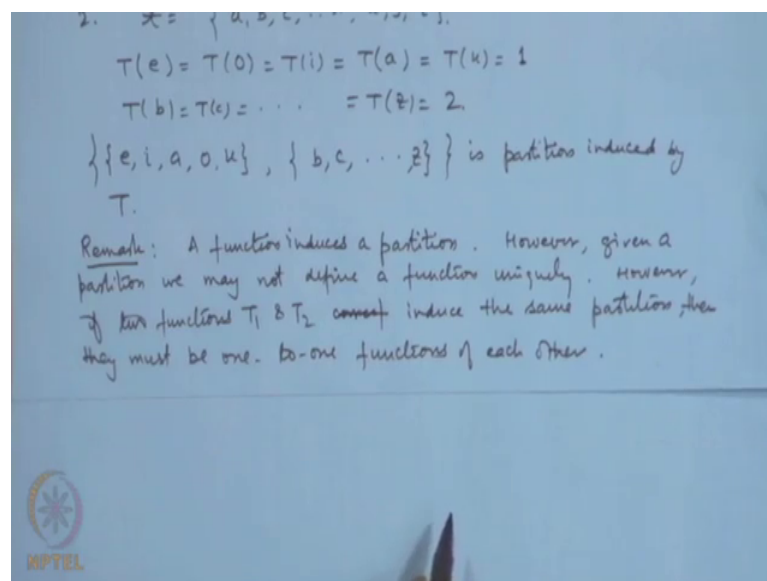 2. X = { a, b, c, . . . , z }.
T(e) = T(0) = T(i) = T(a) = T(u) = 1
T(b) = T(c) = . . . = T(z) = 2.
{ {e, i, a, o, u} , { b, c, . . . , z} } is partition induced by
T.
Remark : A function induces a partition . However, given a
partition we may not define a function uniquely . However,
if two functions T1 & T2 induce the same partition, then
they must be one-to-one functions of each other .
NPTEL